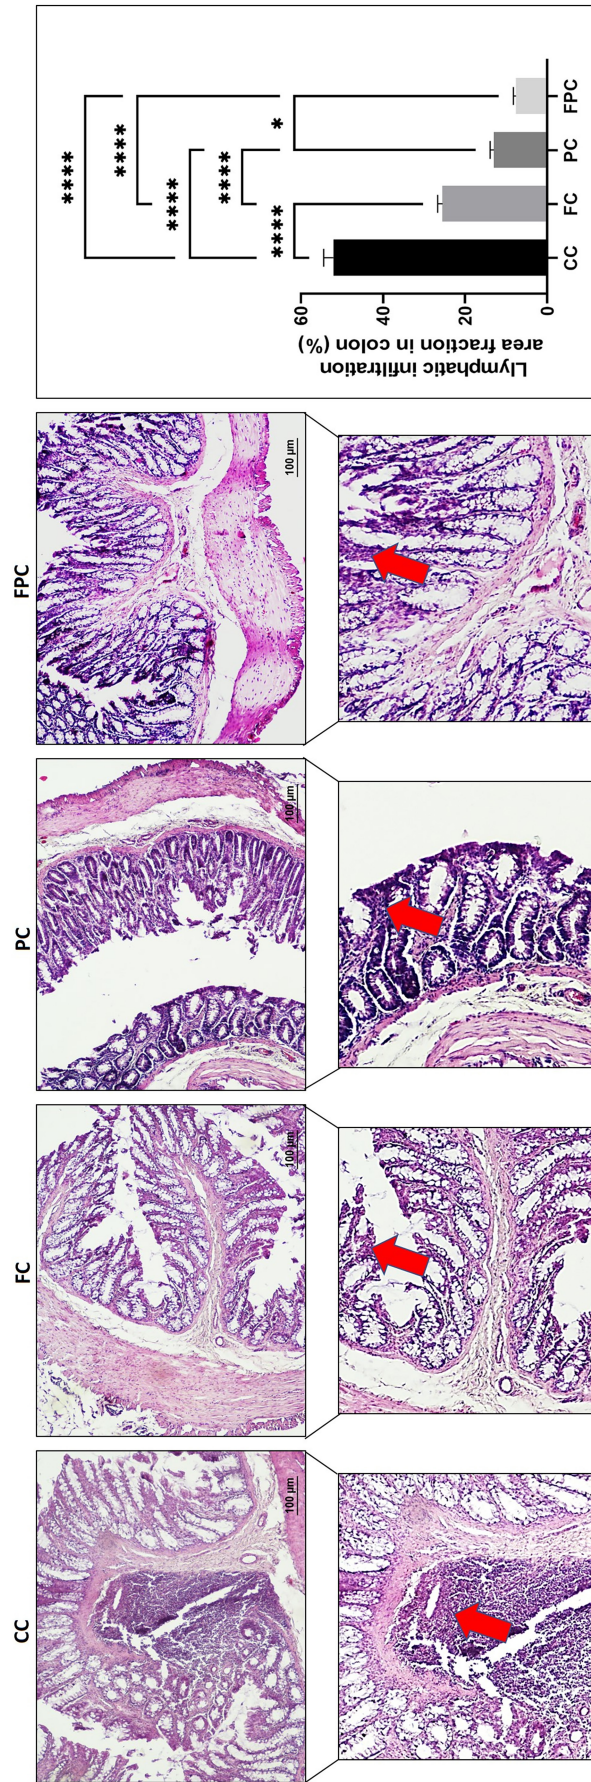 CC
FC
PC
FPC
100 µm
100 µm
100 µm
100 µm
****
****
****
****
****
*
Llymphatic infiltration
area fraction in colon (%)
60
40
20
0
CC
FC
PC
FPC